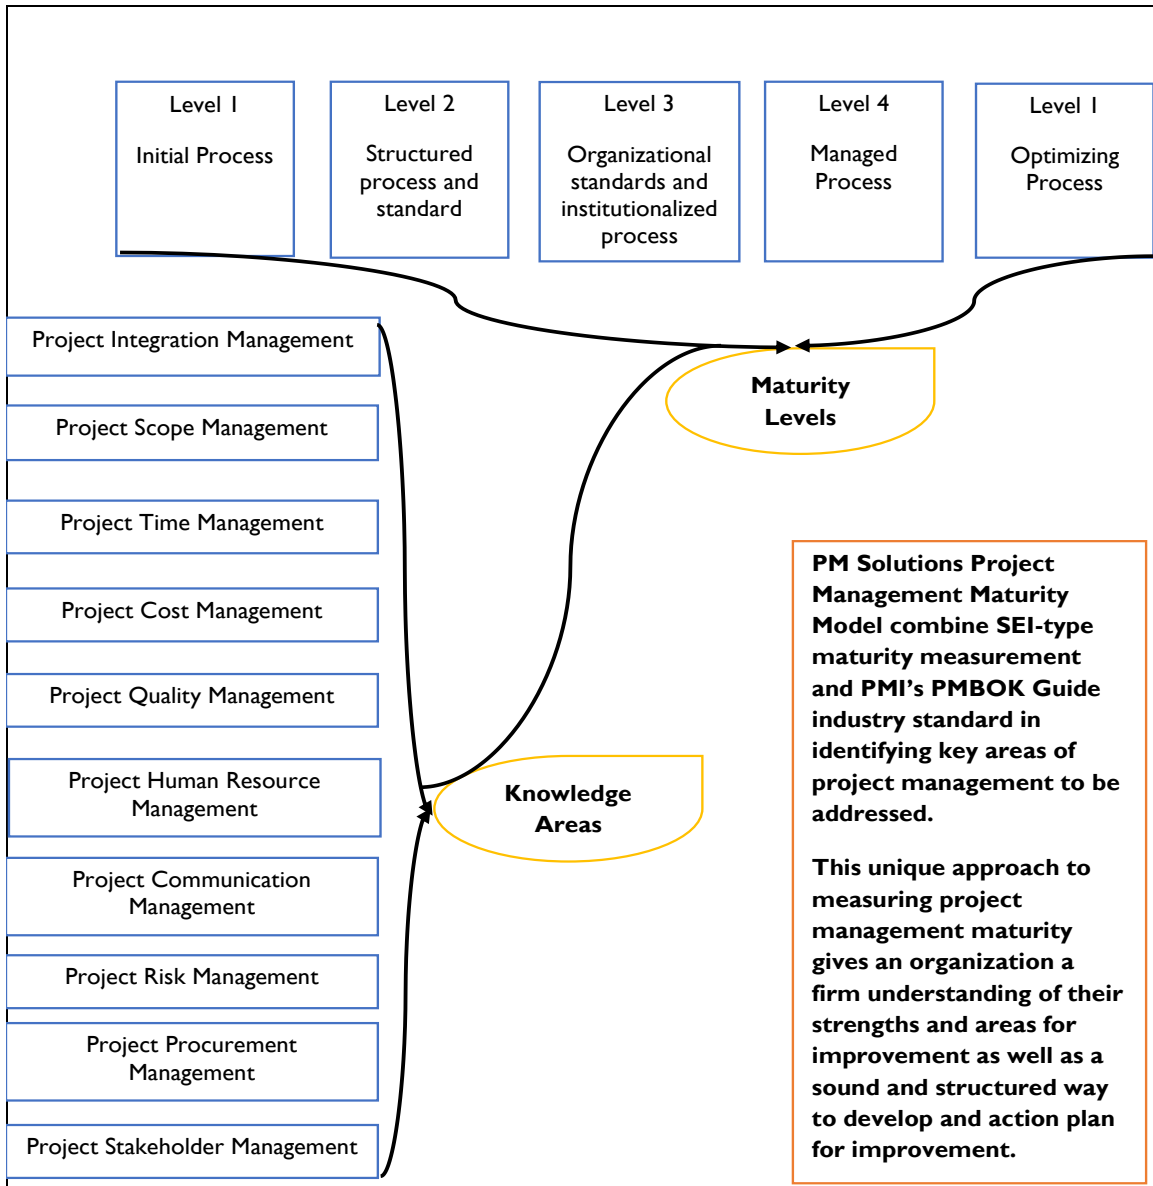 Level 1
Initial Process
Level 2
Structured
process and
standard
Level 3
Organizational
standards and
institutionalized
process
Level 4
Managed
Process
Level 1
Optimizing
Process
Project Integration Management
Project Scope Management
Project Time Management
Project Cost Management
Project Quality Management
Project Human Resource
Management
Project Communication
Management
Project Risk Management
Project Procurement
Management
Project Stakeholder Management
Maturity
Levels
Knowledge
Areas
PM Solutions Project
Management Maturity
Model combine SEI-type
maturity measurement
and PMI’s PMBOK Guide
industry standard in
identifying key areas of
project management to be
addressed.
This unique approach to
measuring project
management maturity
gives an organization a
firm understanding of their
strengths and areas for
improvement as well as a
sound and structured way
to develop and action plan
for improvement.